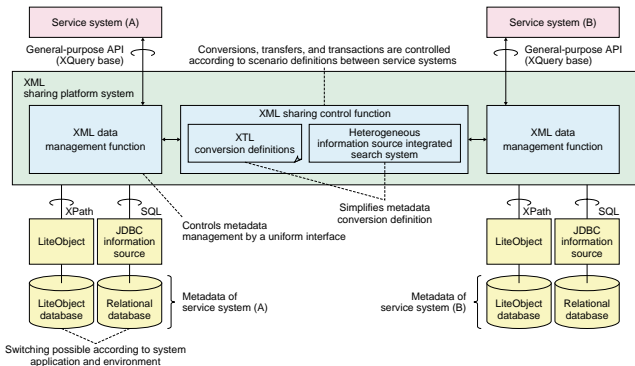 Service system (A)
Service system (B)
General-purpose API
(XQuery base)
Conversions, transfers, and transactions are controlled
according to scenario definitions between service systems
General-purpose API
(XQuery base)
XML
sharing platform system
XML sharing control function
XML data
management function
XTL
conversion definitions
Heterogeneous
information source integrated
search system
XML data
management function
XPath
SQL
Controls metadata
management by a uniform interface
Simplifies metadata
conversion definition
XPath
SQL
LiteObject
JDBC
information
source
LiteObject
JDBC
information
source
LiteObject
database
Relational
database
Metadata of
service system (A)
Metadata of
service system (B)
LiteObject
database
Relational
database
Switching possible according to system
application and environment